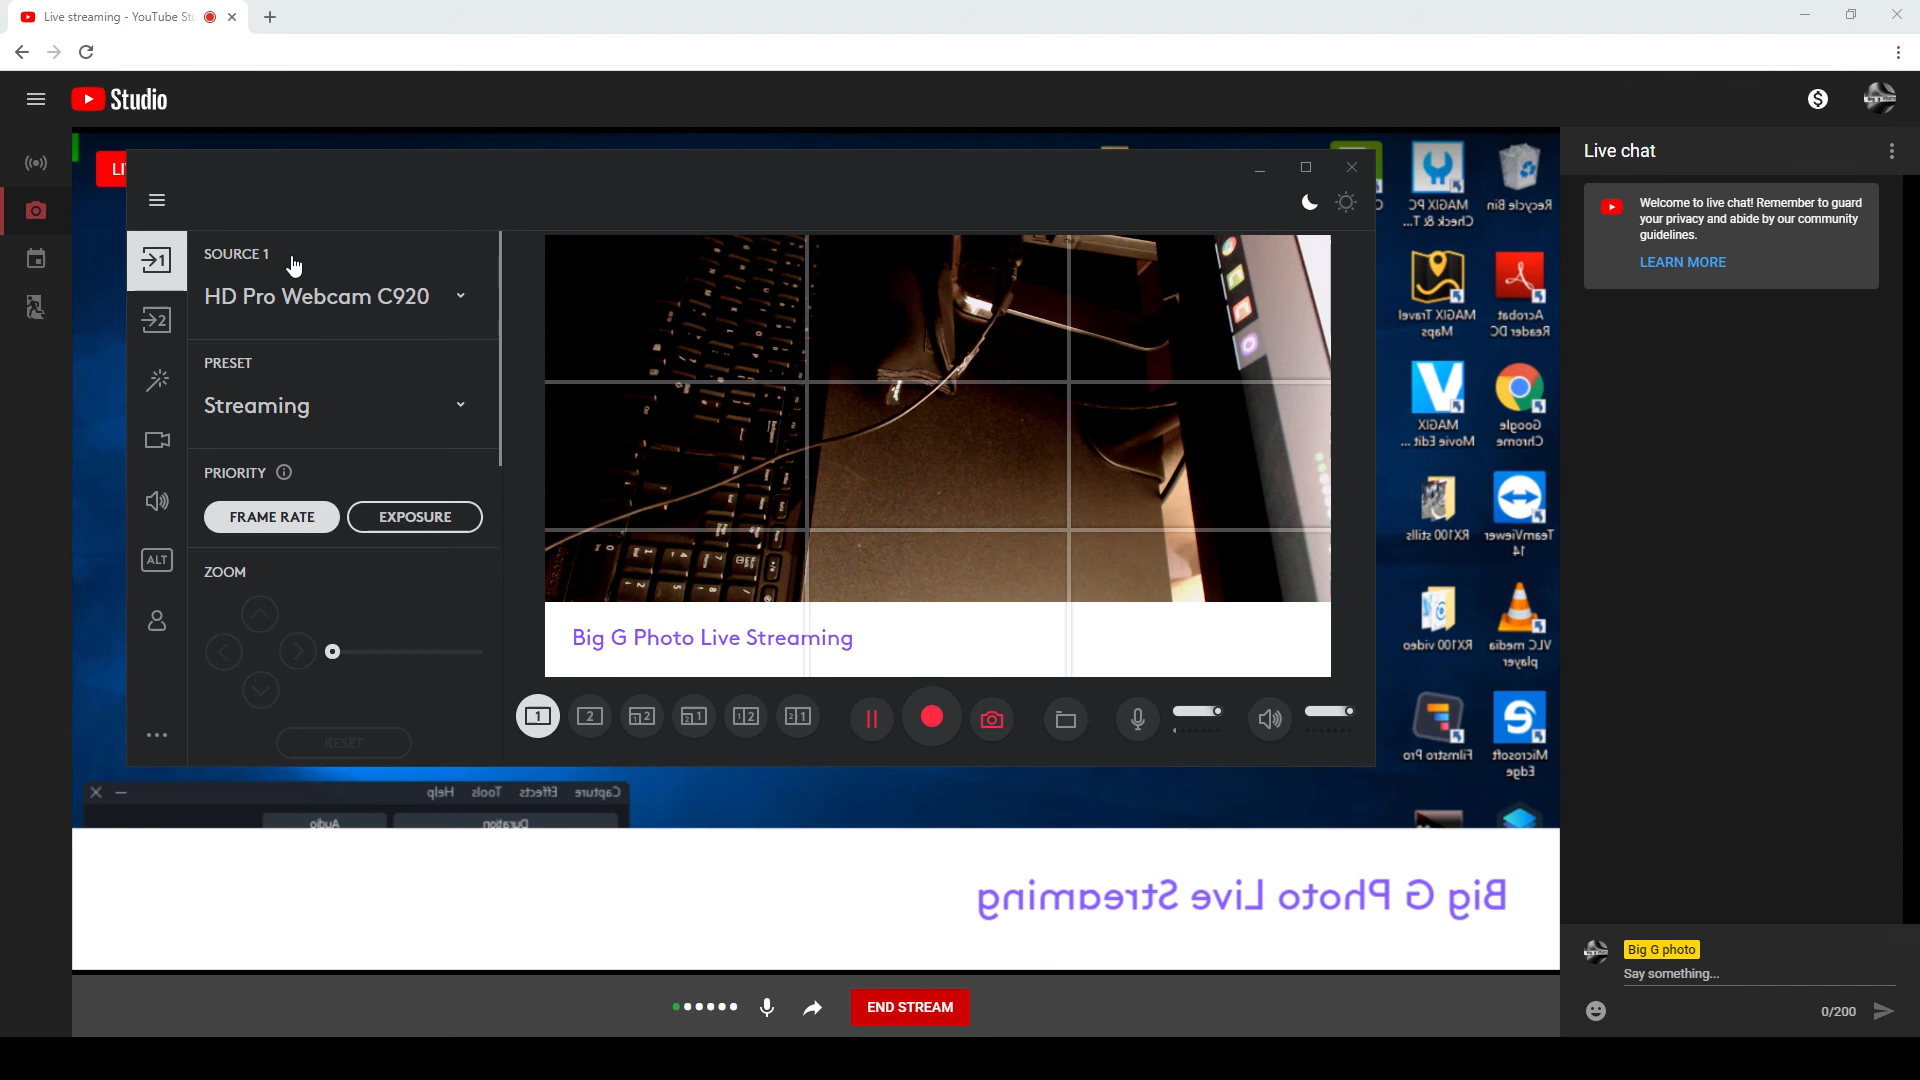 Live streaming - YouTube St
Studio
LI
SOURCE 1
HD Pro Webcam C920
PRESET
Streaming
PRIORITY
FRAME RATE
EXPOSURE
ZOOM
ALT
RESET
Big G Photo Live Streaming
1
2
MAGIX PC
Check & T...
Recycle Bin
MAGIX Travel
Maps
Acrobat
Reader DC
MAGIX
Movie Edit ...
Google
Chrome
RX100 stills
TeamViewer
14
RX100 video
VLC media
player
Filmstro Pro
Microsoft
Edge
Capture Effects Tools Help
Duration
Audio
Big G Photo Live Streaming
END STREAM
Live chat
Welcome to live chat! Remember to guard
your privacy and abide by our community
guidelines.
LEARN MORE
Big G photo
Say something...
0/200